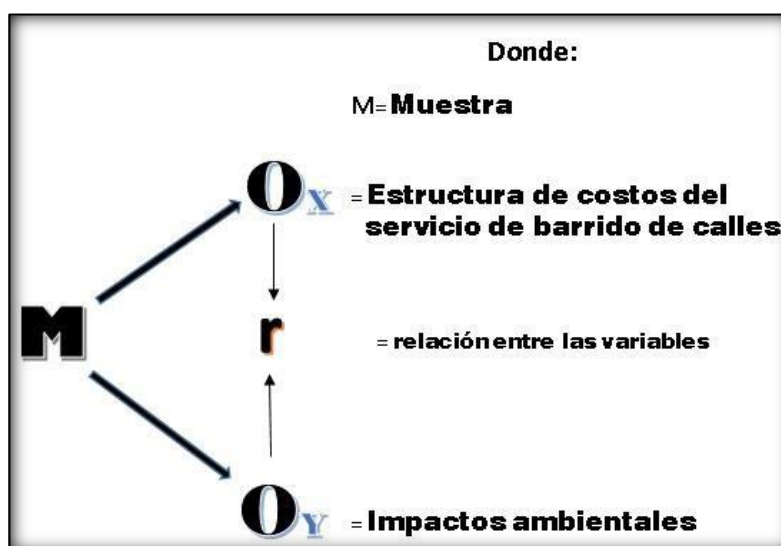 Donde:
M= Muestra
OX = Estructura de costos del
servicio de barrido de calles
M r = relación entre las variables
OY = Impactos ambientales